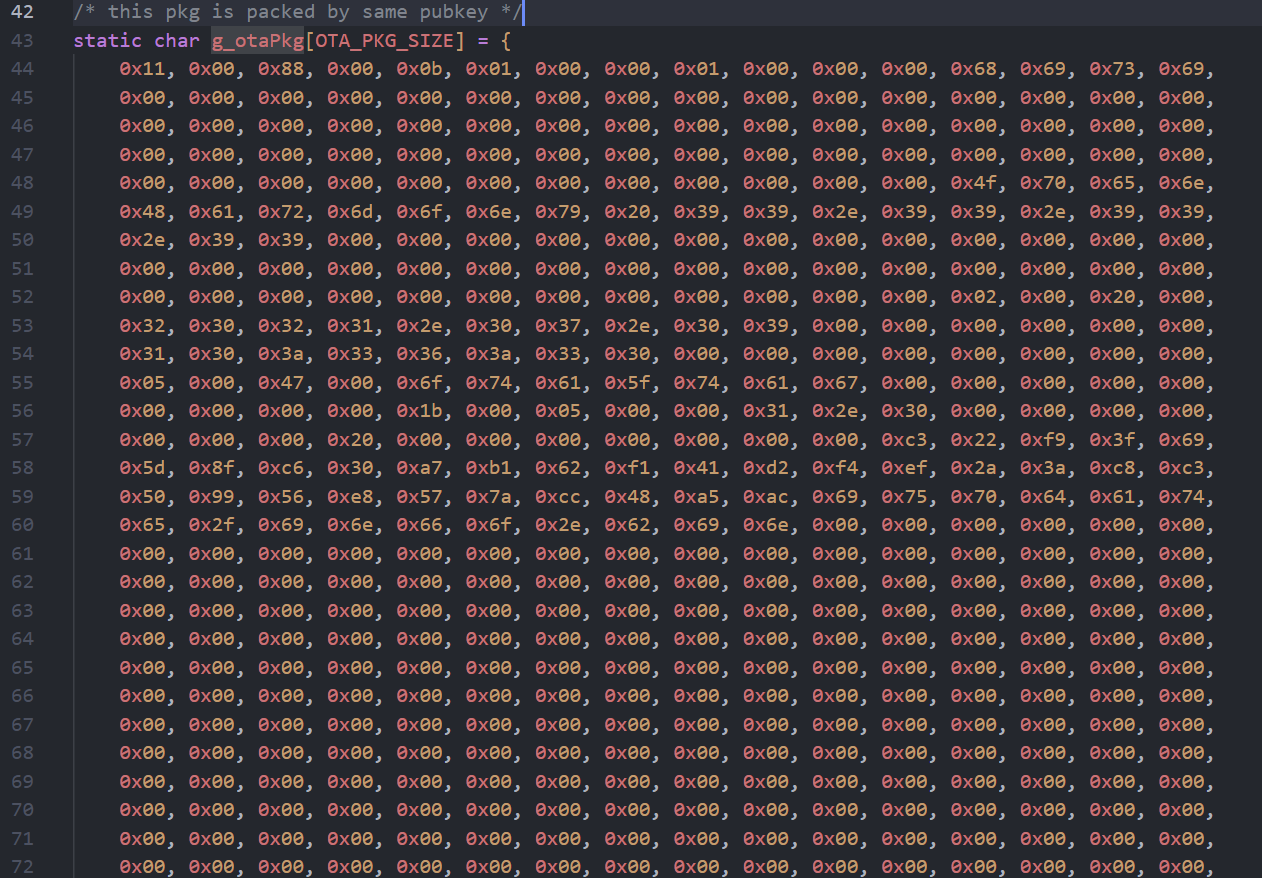 42 /* this pkg is packed by same pubkey */
43 static char g_otaPkg[OTA_PKG_SIZE] = {
44 0x11, 0x00, 0x88, 0x00, 0x0b, 0x01, 0x00, 0x00, 0x01, 0x00, 0x00, 0x00, 0x68, 0x69, 0x73, 0x69,
45 0x00, 0x00, 0x00, 0x00, 0x00, 0x00, 0x00, 0x00, 0x00, 0x00, 0x00, 0x00, 0x00, 0x00, 0x00, 0x00,
46 0x00, 0x00, 0x00, 0x00, 0x00, 0x00, 0x00, 0x00, 0x00, 0x00, 0x00, 0x00, 0x00, 0x00, 0x00, 0x00,
47 0x00, 0x00, 0x00, 0x00, 0x00, 0x00, 0x00, 0x00, 0x00, 0x00, 0x00, 0x00, 0x00, 0x00, 0x00, 0x00,
48 0x00, 0x00, 0x00, 0x00, 0x00, 0x00, 0x00, 0x00, 0x00, 0x00, 0x00, 0x00, 0x4f, 0x70, 0x65, 0x6e,
49 0x48, 0x61, 0x72, 0x6d, 0x6f, 0x6e, 0x79, 0x20, 0x39, 0x39, 0x2e, 0x39, 0x39, 0x2e, 0x39, 0x39,
50 0x2e, 0x39, 0x39, 0x00, 0x00, 0x00, 0x00, 0x00, 0x00, 0x00, 0x00, 0x00, 0x00, 0x00, 0x00, 0x00,
51 0x00, 0x00, 0x00, 0x00, 0x00, 0x00, 0x00, 0x00, 0x00, 0x00, 0x00, 0x00, 0x00, 0x00, 0x00, 0x00,
52 0x00, 0x00, 0x00, 0x00, 0x00, 0x00, 0x00, 0x00, 0x00, 0x00, 0x00, 0x00, 0x02, 0x00, 0x20, 0x00,
53 0x32, 0x30, 0x32, 0x31, 0x2e, 0x30, 0x37, 0x2e, 0x30, 0x39, 0x00, 0x00, 0x00, 0x00, 0x00, 0x00,
54 0x31, 0x30, 0x3a, 0x33, 0x36, 0x3a, 0x33, 0x30, 0x00, 0x00, 0x00, 0x00, 0x00, 0x00, 0x00, 0x00,
55 0x05, 0x00, 0x47, 0x00, 0x6f, 0x74, 0x61, 0x5f, 0x74, 0x61, 0x67, 0x00, 0x00, 0x00, 0x00, 0x00,
56 0x00, 0x00, 0x00, 0x00, 0x1b, 0x00, 0x05, 0x00, 0x00, 0x31, 0x2e, 0x30, 0x00, 0x00, 0x00, 0x00,
57 0x00, 0x00, 0x00, 0x20, 0x00, 0x00, 0x00, 0x00, 0x00, 0x00, 0x00, 0xc3, 0x22, 0xf9, 0x3f, 0x69,
58 0x5d, 0x8f, 0xc6, 0x30, 0xa7, 0xb1, 0x62, 0xf1, 0x41, 0xd2, 0xf4, 0xef, 0x2a, 0x3a, 0xc8, 0xc3,
59 0x50, 0x99, 0x56, 0xe8, 0x57, 0x7a, 0xcc, 0x48, 0xa5, 0xac, 0x69, 0x75, 0x70, 0x64, 0x61, 0x74,
60 0x65, 0x2f, 0x69, 0x6e, 0x66, 0x6f, 0x2e, 0x62, 0x69, 0x6e, 0x00, 0x00, 0x00, 0x00, 0x00, 0x00,
61 0x00, 0x00, 0x00, 0x00, 0x00, 0x00, 0x00, 0x00, 0x00, 0x00, 0x00, 0x00, 0x00, 0x00, 0x00, 0x00,
62 0x00, 0x00, 0x00, 0x00, 0x00, 0x00, 0x00, 0x00, 0x00, 0x00, 0x00, 0x00, 0x00, 0x00, 0x00, 0x00,
63 0x00, 0x00, 0x00, 0x00, 0x00, 0x00, 0x00, 0x00, 0x00, 0x00, 0x00, 0x00, 0x00, 0x00, 0x00, 0x00,
64 0x00, 0x00, 0x00, 0x00, 0x00, 0x00, 0x00, 0x00, 0x00, 0x00, 0x00, 0x00, 0x00, 0x00, 0x00, 0x00,
65 0x00, 0x00, 0x00, 0x00, 0x00, 0x00, 0x00, 0x00, 0x00, 0x00, 0x00, 0x00, 0x00, 0x00, 0x00, 0x00,
66 0x00, 0x00, 0x00, 0x00, 0x00, 0x00, 0x00, 0x00, 0x00, 0x00, 0x00, 0x00, 0x00, 0x00, 0x00, 0x00,
67 0x00, 0x00, 0x00, 0x00, 0x00, 0x00, 0x00, 0x00, 0x00, 0x00, 0x00, 0x00, 0x00, 0x00, 0x00, 0x00,
68 0x00, 0x00, 0x00, 0x00, 0x00, 0x00, 0x00, 0x00, 0x00, 0x00, 0x00, 0x00, 0x00, 0x00, 0x00, 0x00,
69 0x00, 0x00, 0x00, 0x00, 0x00, 0x00, 0x00, 0x00, 0x00, 0x00, 0x00, 0x00, 0x00, 0x00, 0x00, 0x00,
70 0x00, 0x00, 0x00, 0x00, 0x00, 0x00, 0x00, 0x00, 0x00, 0x00, 0x00, 0x00, 0x00, 0x00, 0x00, 0x00,
71 0x00, 0x00, 0x00, 0x00, 0x00, 0x00, 0x00, 0x00, 0x00, 0x00, 0x00, 0x00, 0x00, 0x00, 0x00, 0x00,
72 0x00, 0x00, 0x00, 0x00, 0x00, 0x00, 0x00, 0x00, 0x00, 0x00, 0x00, 0x00, 0x00, 0x00, 0x00, 0x00,